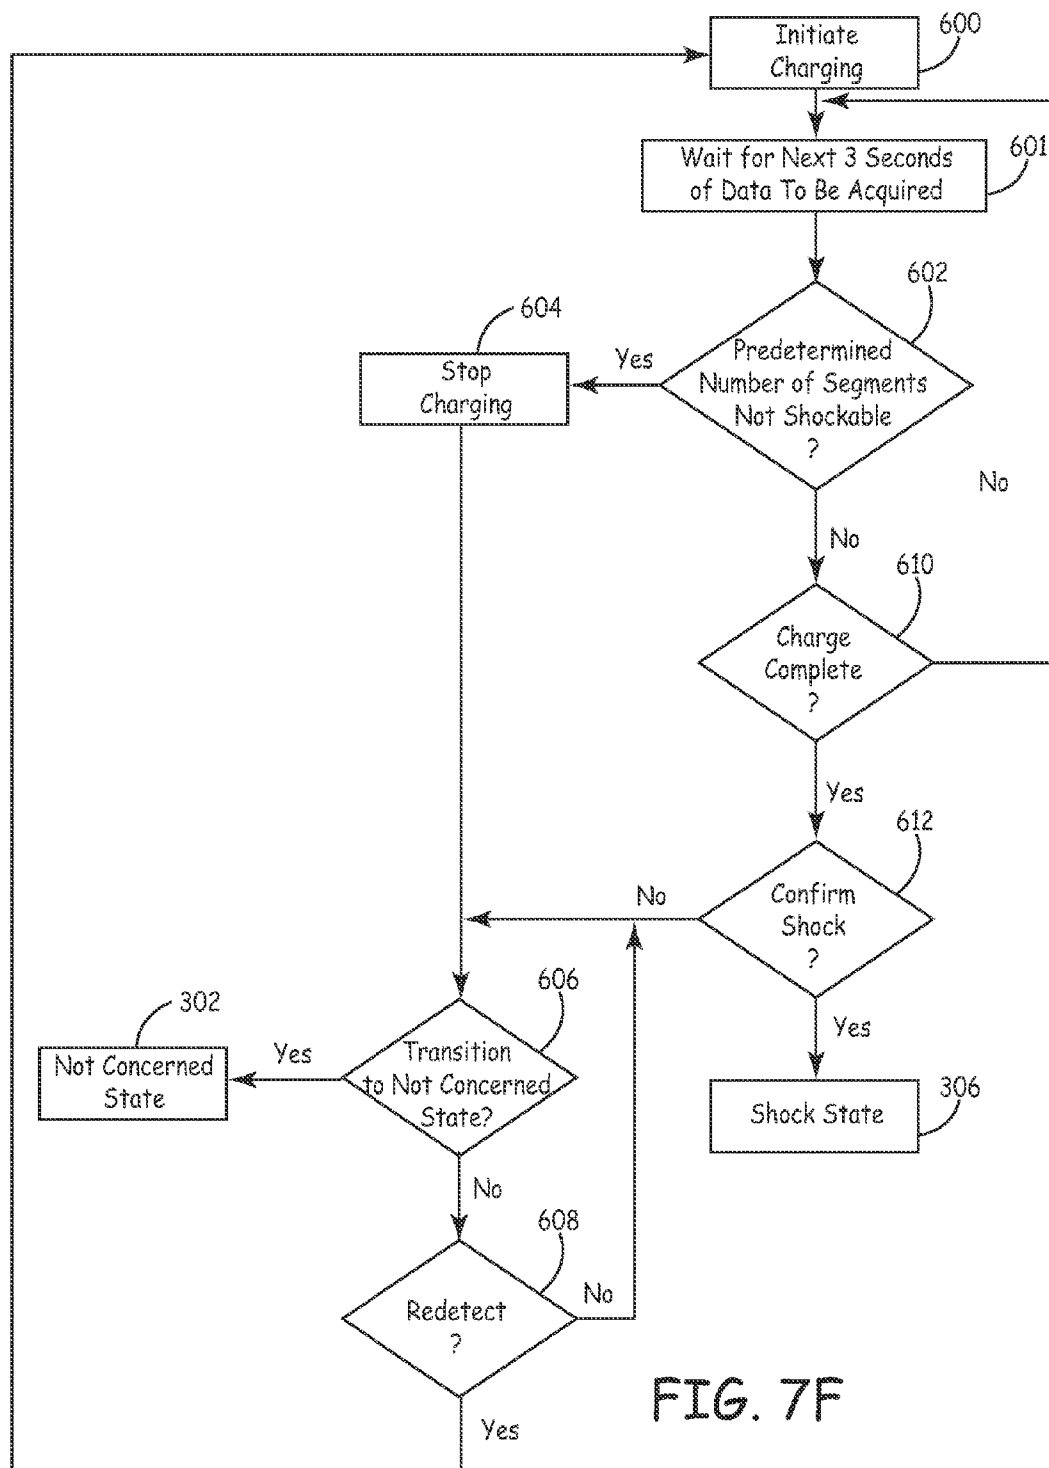 Initiate
Charging
600
Wait for Next 3 Seconds
of Data To Be Acquired
601
602
604
Stop
Charging
Yes
Predetermined
Number of Segments
Not Shockable
?
No
No
610
Charge
Complete
?
Yes
612
No
Confirm
Shock
?
302
606
Yes
Not Concerned
State
Yes
Transition
to Not Concerned
State?
Shock State
306
No
608
No
Redetect
?
Yes
FIG. 7F